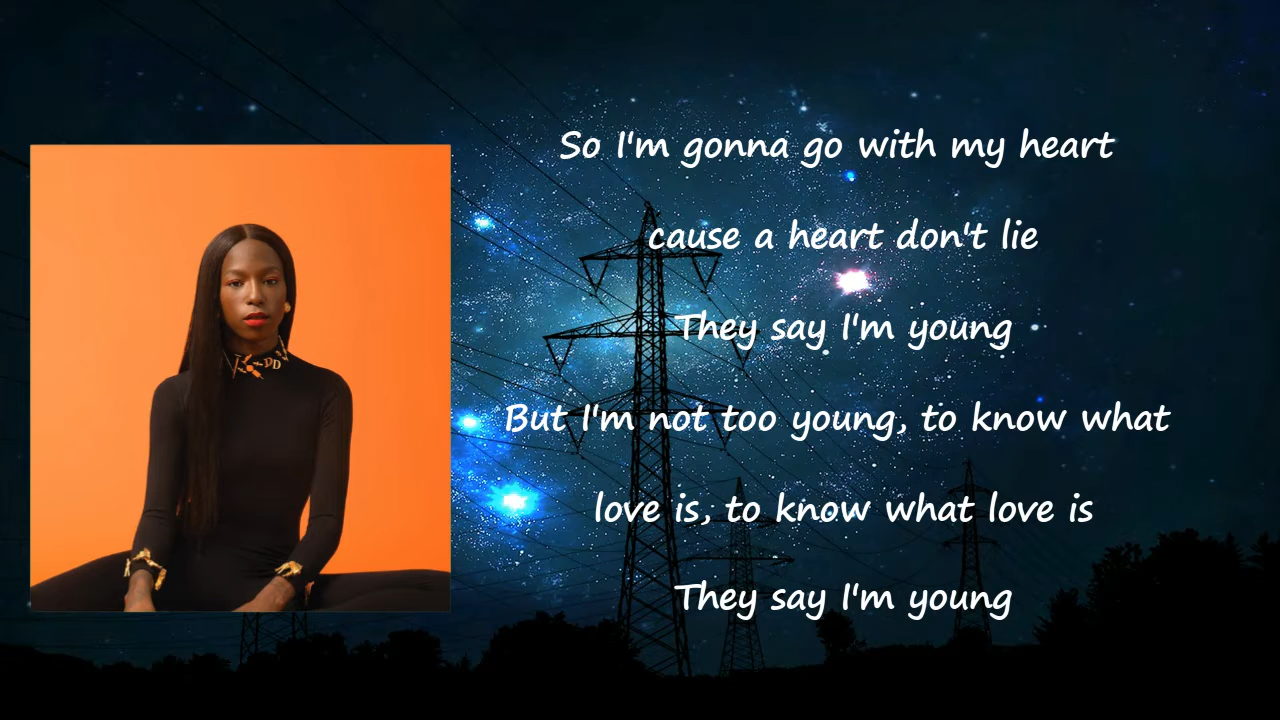 So I'm gonna go with my heart
cause a heart don't lie
They say I'm young
But I'm not too young, to know what
love is, to know what love is
They say I'm young